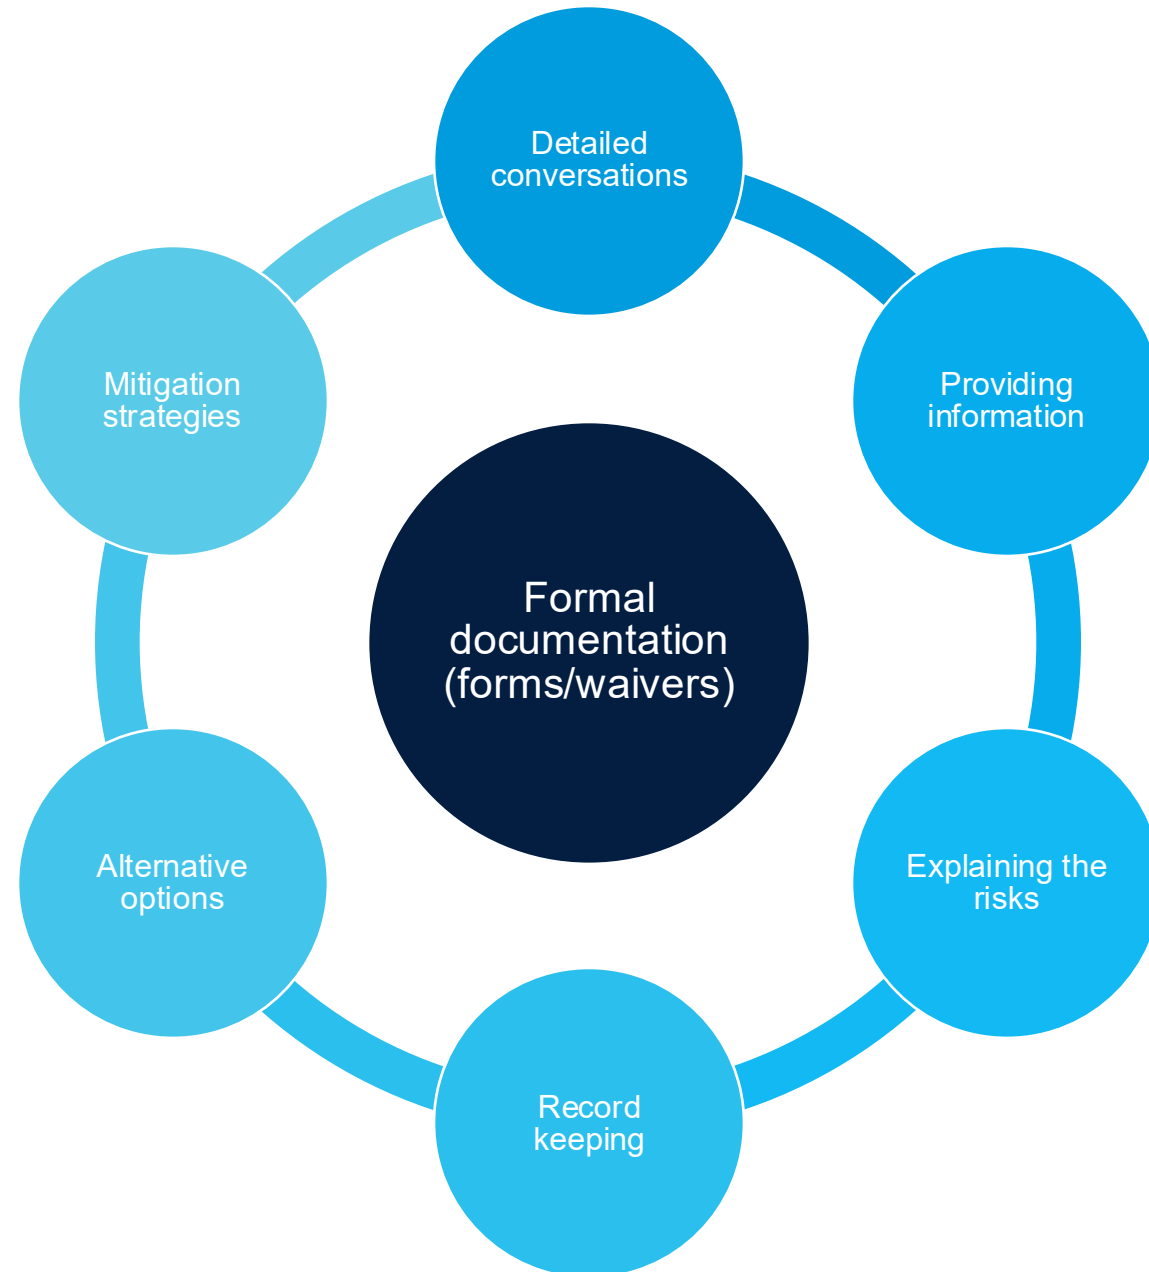 Detailed
conversations
Providing
information
Explaining the
risks
Record
keeping
Alternative
options
Mitigation
strategies
Formal
documentation
(forms/waivers)